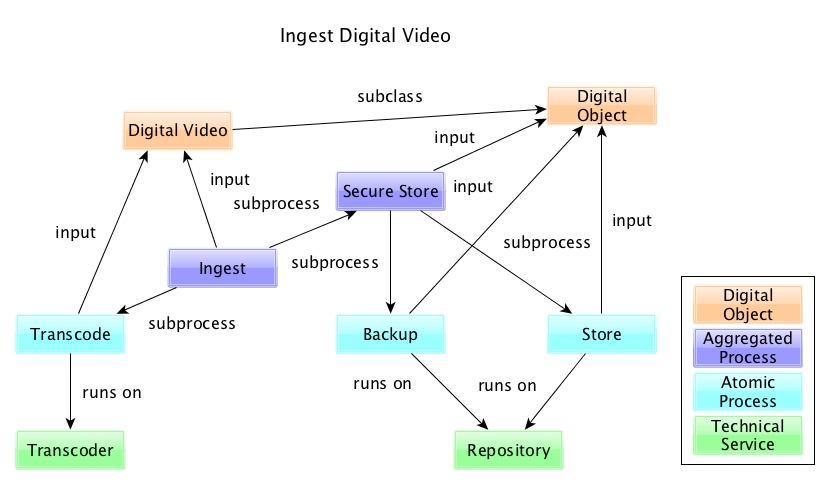 Ingest Digital Video
Digital
Object
subclass
Digital Video
input
input
Secure Store
input
subprocess
input
input
subprocess
Ingest
subprocess
subprocess
Transcode
Backup
Store
runs on
runs on
runs on
Transcoder
Repository
Digital
Object
Aggregated
Process
Atomic
Process
Technical
Service